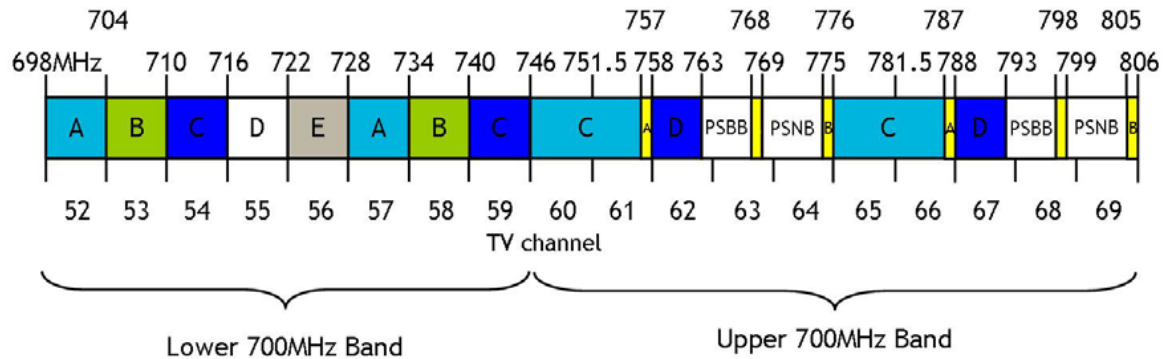 704 757 768 776 787 798 805
698MHz 710 716 722 728 734 740 746 751.5 758 763 769 775 781.5 788 793 799 806
A B C D E A B C C A D PSBB PSNB B C A D PSBB PSNB B
52 53 54 55 56 57 58 59 60 61 62 63 64 65 66 67 68 69
TV channel
Lower 700MHz Band Upper 700MHz Band